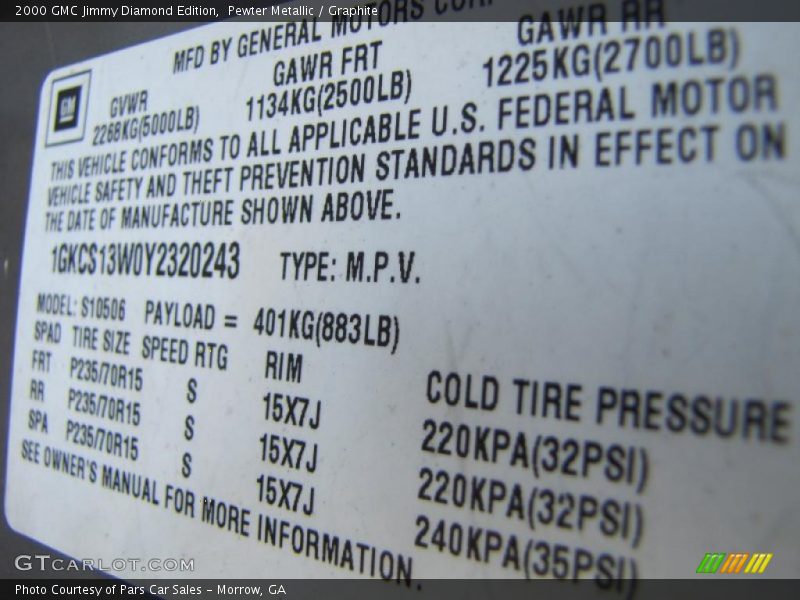 2000 GMC Jimmy Diamond Edition, Pewter Metallic / Graphite
MFD BY GENERAL MOTORS CORP
GM
GVWR GAWR FRT GAWR RR
2268KG(5000LB) 1134KG(2500LB) 1225KG(2700LB)
THIS VEHICLE CONFORMS TO ALL APPLICABLE U.S. FEDERAL MOTOR
VEHICLE SAFETY AND THEFT PREVENTION STANDARDS IN EFFECT ON
THE DATE OF MANUFACTURE SHOWN ABOVE.
1GKCS13W0Y2320243 TYPE: M.P.V.
MODEL: S10506 PAYLOAD = 401KG(883LB)
SPAD TIRE SIZE SPEED RTG RIM COLD TIRE PRESSURE
FRT P235/70R15 S 15X7J 220KPA(32PSI)
RR P235/70R15 S 15X7J 220KPA(32PSI)
SPA P235/70R15 S 15X7J 240KPA(35PSI)
SEE OWNER'S MANUAL FOR MORE INFORMATION.
GTCARLOT.COM
Photo Courtesy of Pars Car Sales - Morrow, GA